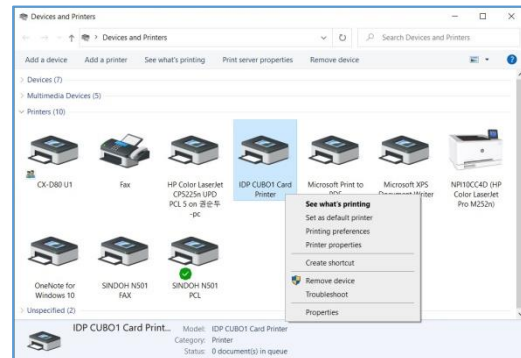 Devices and Printers
Devices and Printers
Search Devices and Printers
Add a device Add a printer See what's printing Print server properties Remove device
Devices (7)
Multimedia Devices (5)
Printers (10)
CX-D80 U1
Fax
HP Color LaserJet
CP5225n UPD
PCL 5 on 권순두
-pc
IDP CUBO1 Card
Printer
Microsoft Print to
PDF
Microsoft XPS
Document Writer
NPI10CC4D (HP
Color LaserJet
Pro M252n)
See what's printing
Set as default printer
Printing preferences
Printer properties
Create shortcut
Remove device
Troubleshoot
Properties
OneNote for
Windows 10
SINDOH N501
FAX
SINDOH N501
PCL
Unspecified (2)
IDP CUBO1 Card Print... Model: IDP CUBO1 Card Printer
Category: Printer
Status: 0 document(s) in queue